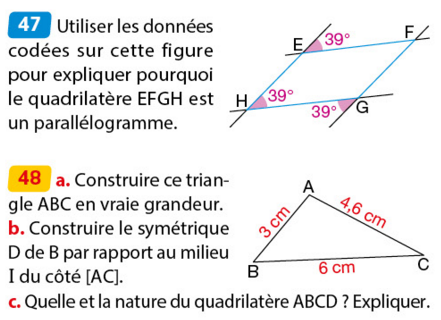 47 Utiliser les données
codées sur cette figure
pour expliquer pourquoi
le quadrilatère EFGH est
un parallélogramme.
E 39° F
H 39° 39° G
48 a. Construire ce trian-
gle ABC en vraie grandeur.
b. Construire le symétrique
D de B par rapport au milieu
I du côté [AC].
A
3 cm 4,6 cm
B 6 cm C
c. Quelle et la nature du quadrilatère ABCD ? Expliquer.